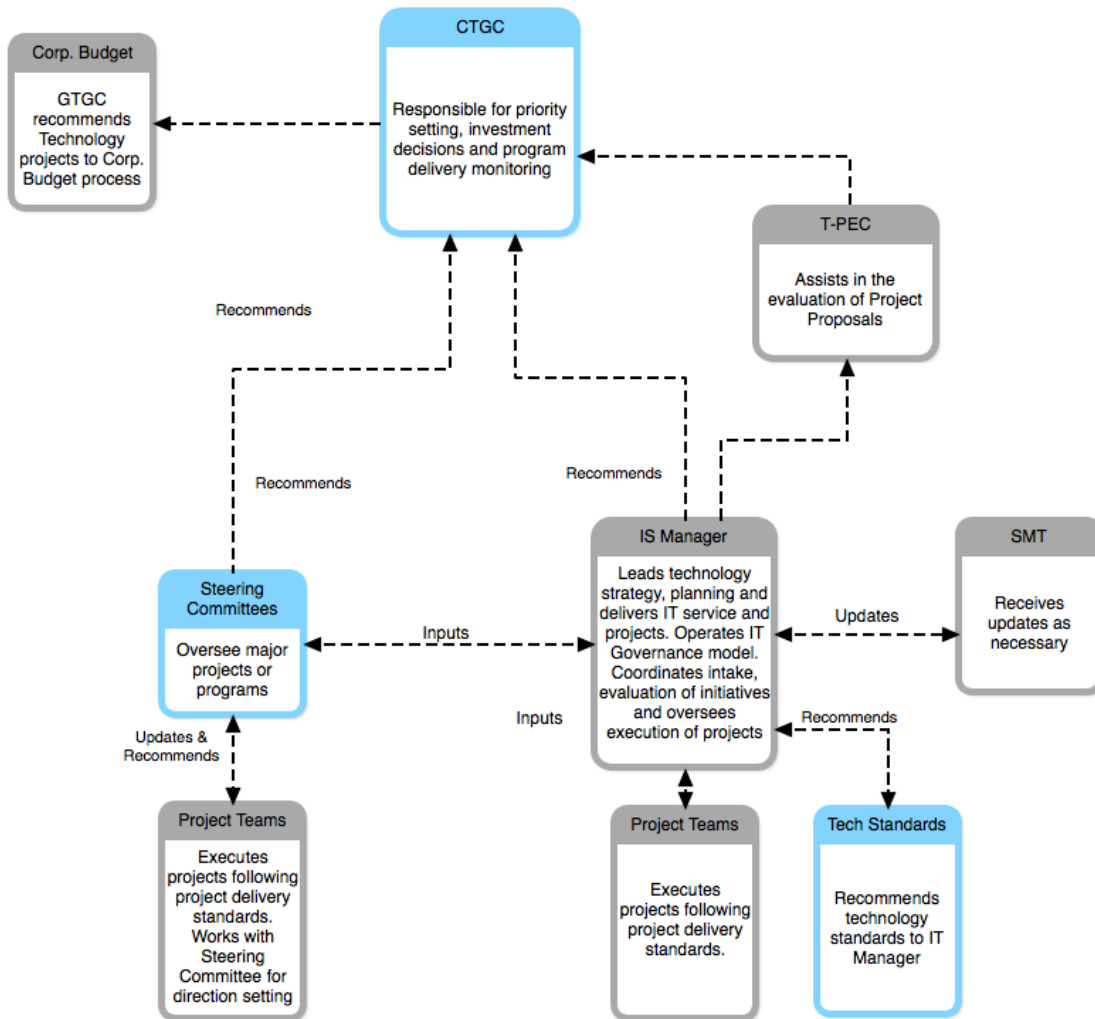 CTGC
Responsible for priority
setting, investment
decisions and program
delivery monitoring
Corp. Budget
GTGC
recommends
Technology
projects to Corp.
Budget process
T-PEC
Assists in the
evaluation of Project
Proposals
Recommends
Recommends
Recommends
IS Manager
Leads technology
strategy, planning and
delivers IT service and
projects. Operates IT
Governance model.
Coordinates intake,
evaluation of initiatives
and oversees
execution of projects
SMT
Receives
updates as
necessary
Steering
Committees
Oversee major
projects or
programs
Inputs
Updates
Inputs
Recommends
Updates &
Recommends
Project Teams
Executes
projects following
project delivery
standards.
Works with
Steering
Committee for
direction setting
Project Teams
Executes
projects following
project delivery
standards.
Tech Standards
Recommends
technology
standards to IT
Manager